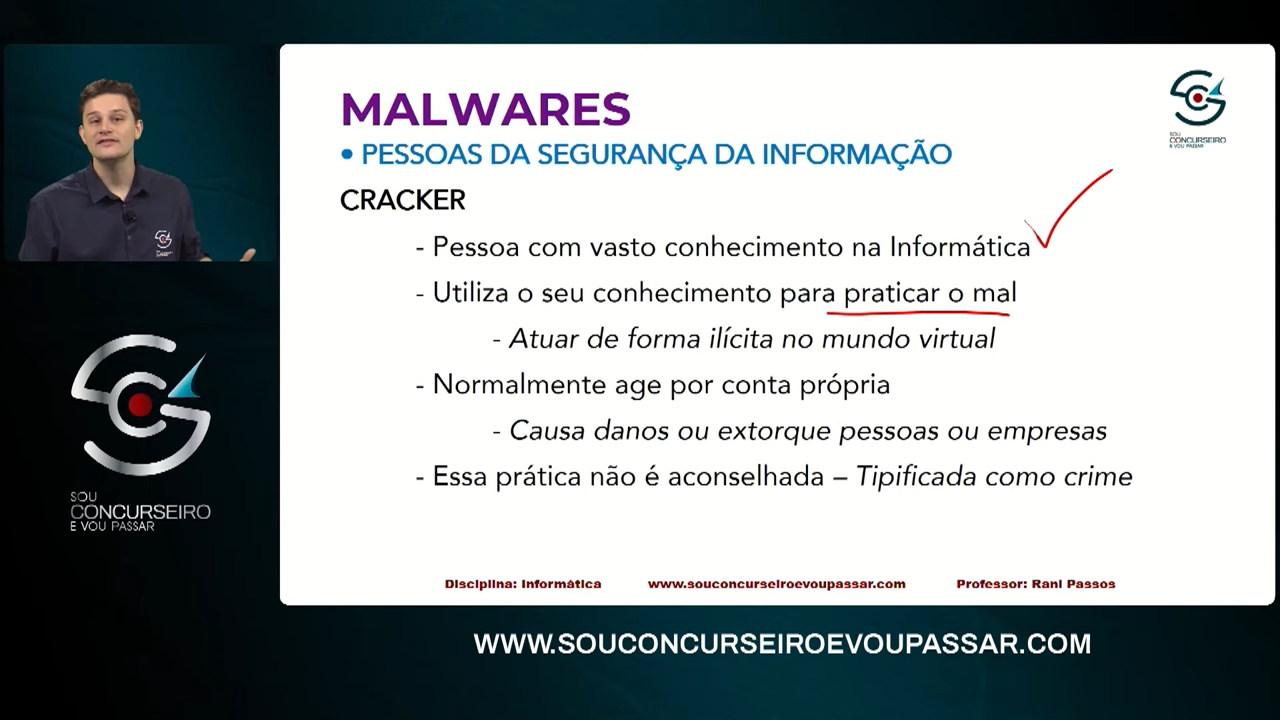 MALWARES
• PESSOAS DA SEGURANÇA DA INFORMAÇÃO
CRACKER
- Pessoa com vasto conhecimento na Informática
- Utiliza o seu conhecimento para praticar o mal
- Atuar de forma ilícita no mundo virtual
- Normalmente age por conta própria
- Causa danos ou extorque pessoas ou empresas
- Essa prática não é aconselhada – Tipificada como crime
Disciplina: Informática www.souconcurseiroevoupassar.com Professor: Rani Passos
SOU
CONCURSEIRO
E VOU PASSAR
SOU
CONCURSEIRO
E VOU PASSAR
WWW.SOUCONCURSEIROEVOUPASSAR.COM